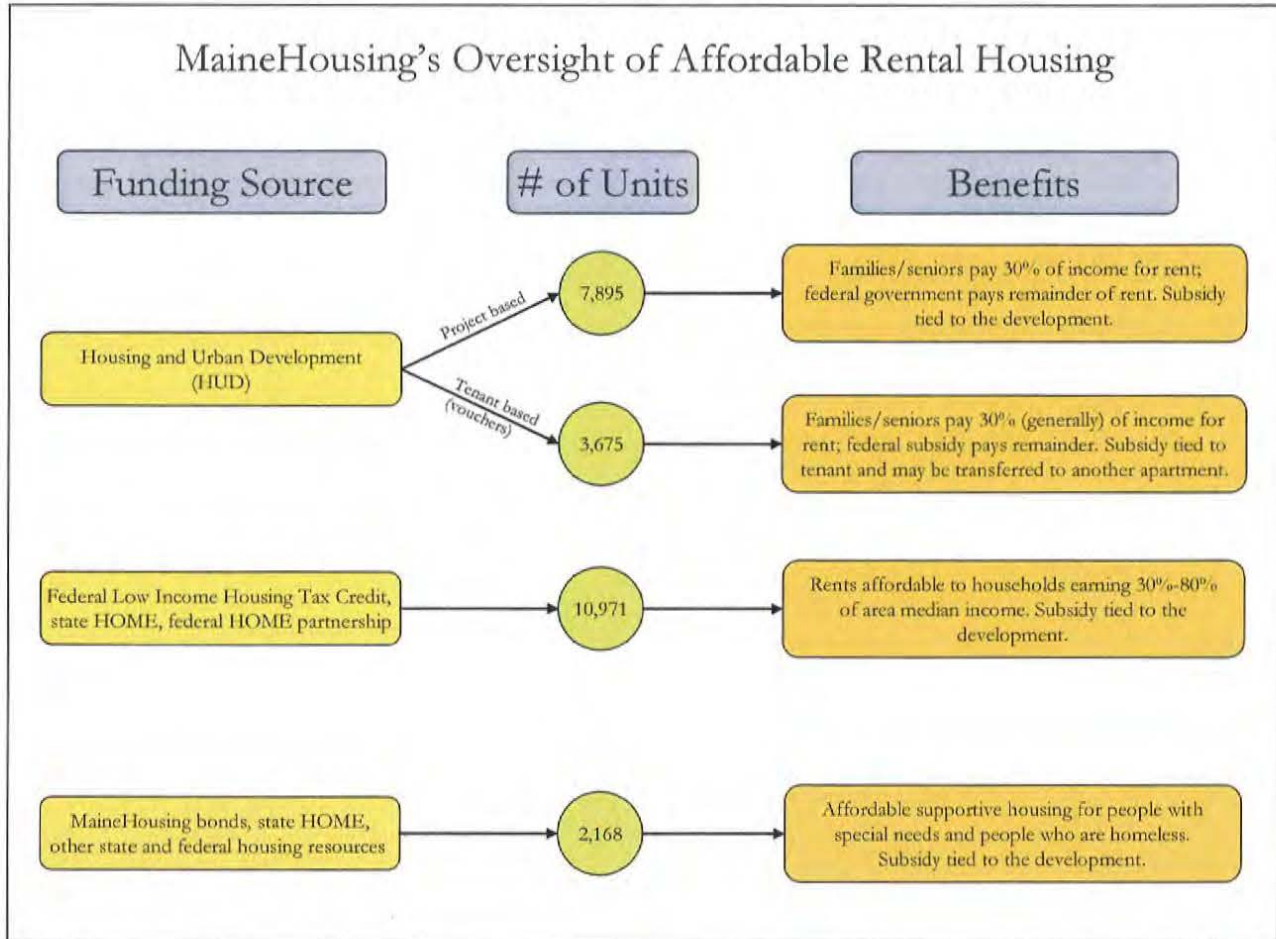 MaineHousing's Oversight of Affordable Rental Housing
Funding Source
# of Units
Benefits
Housing and Urban Development
(HUD)
Project based
7,895
Families/seniors pay 30% of income for rent;
federal government pays remainder of rent. Subsidy
tied to the development.
Tenant based
(vouchers)
3,675
Families/seniors pay 30% (generally) of income for
rent; federal subsidy pays remainder. Subsidy tied to
tenant and may be transferred to another apartment.
Federal Low Income Housing Tax Credit,
state HOME, federal HOME partnership
10,971
Rents affordable to households earning 30%-80%
of area median income. Subsidy tied to the
development.
MaineHousing bonds, state HOME,
other state and federal housing resources
2,168
Affordable supportive housing for people with
special needs and people who are homeless.
Subsidy tied to the development.